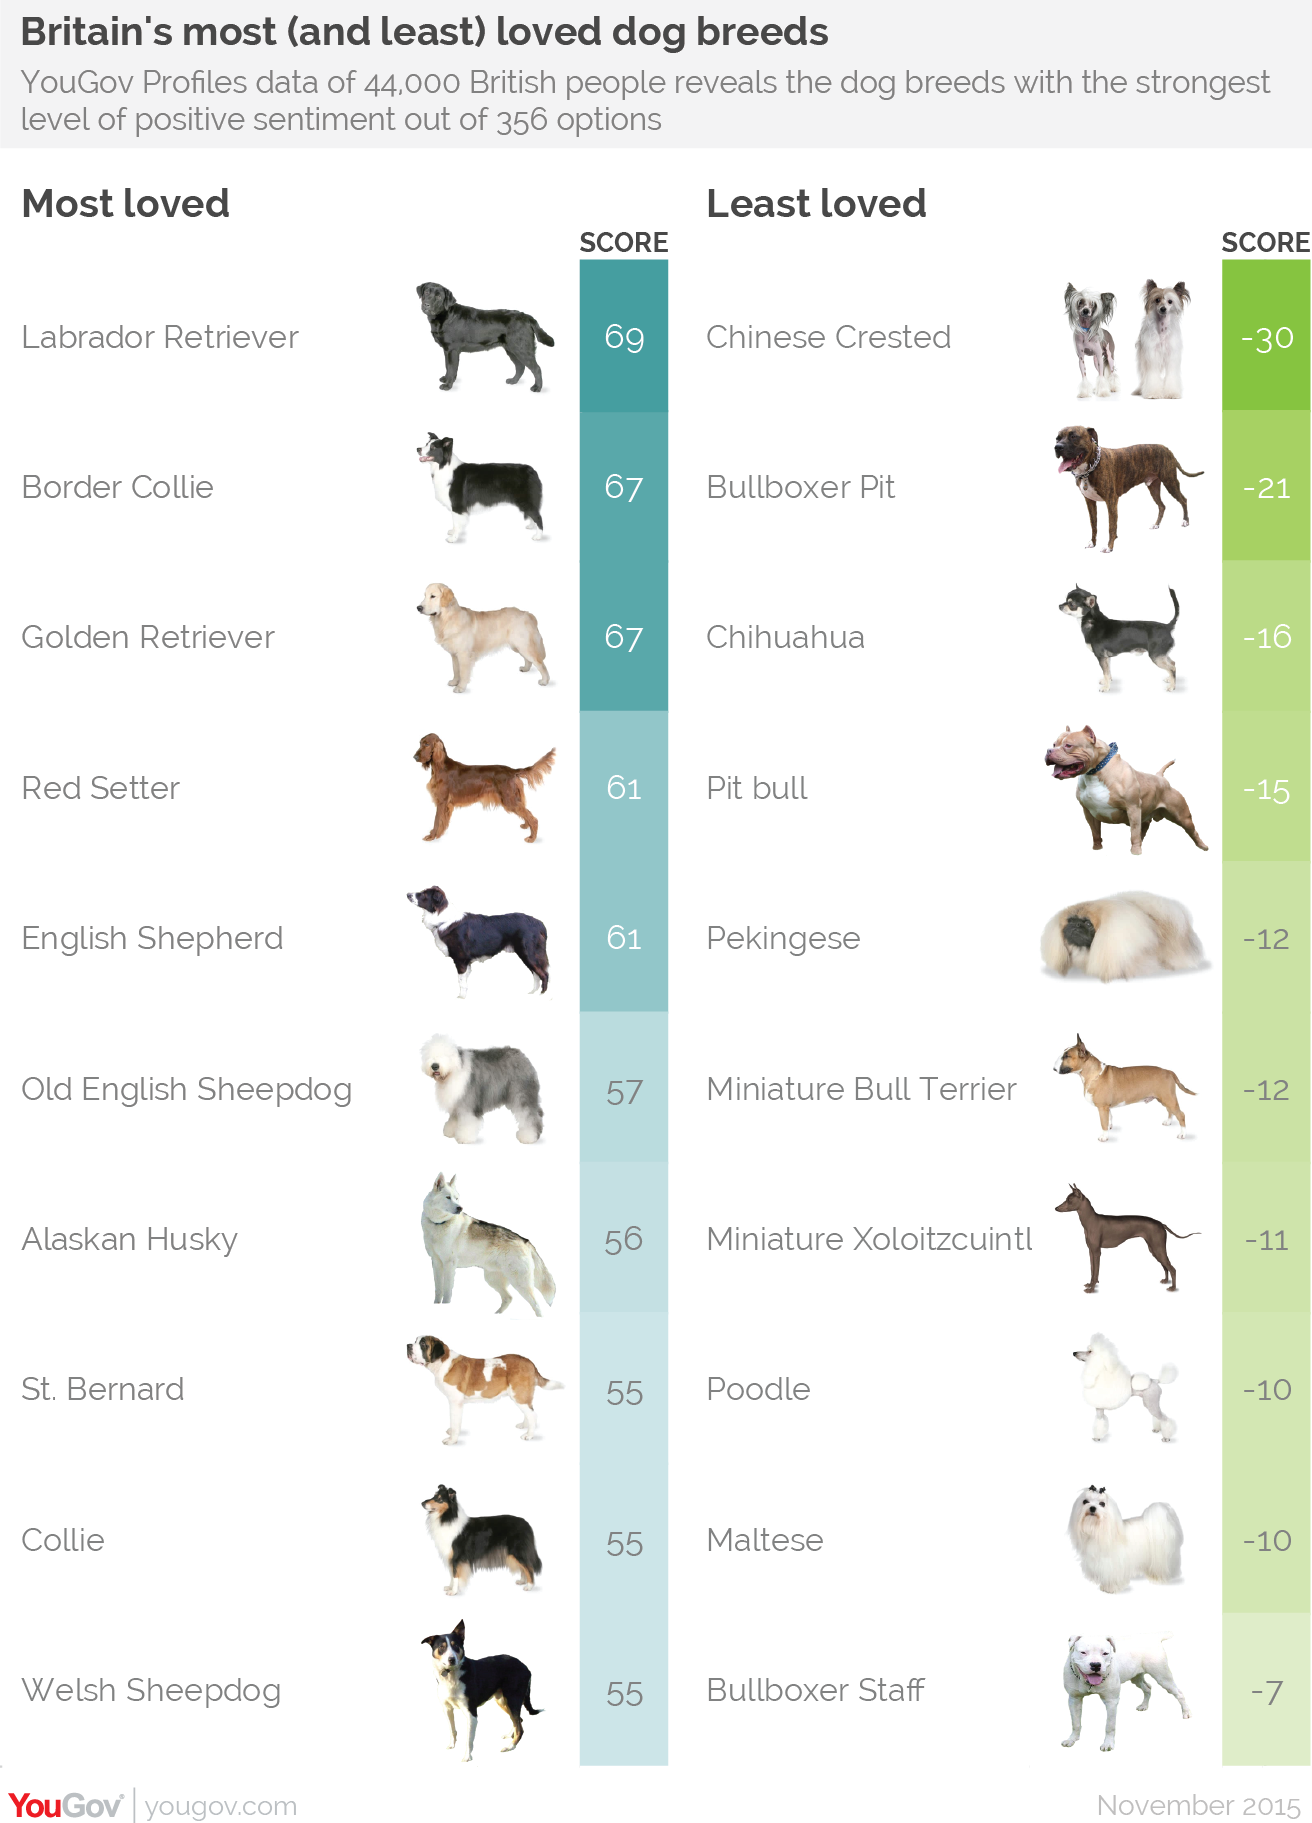 Britain's most (and least) loved dog breeds
YouGov Profiles data of 44,000 British people reveals the dog breeds with the strongest
level of positive sentiment out of 356 options
Most loved
SCORE
Labrador Retriever 69
Border Collie 67
Golden Retriever 67
Red Setter 61
English Shepherd 61
Old English Sheepdog 57
Alaskan Husky 56
St. Bernard 55
Collie 55
Welsh Sheepdog 55
Least loved
SCORE
Chinese Crested -30
Bullboxer Pit -21
Chihuahua -16
Pit bull -15
Pekingese -12
Miniature Bull Terrier -12
Miniature Xoloitzcuintl -11
Poodle -10
Maltese -10
Bullboxer Staff -7
YouGov® | yougov.com
November 2015